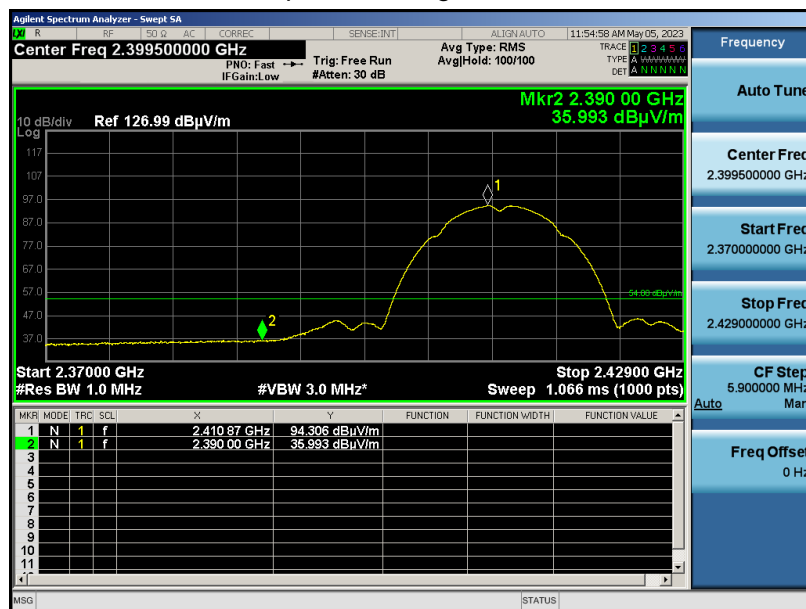 Agilent Spectrum Analyzer - Swept SA
LXI R RF 50 Ω AC CORREC SENSE:INT ALIGN AUTO 11:54:58 AM May 05, 2023
Center Freq 2.399500000 GHz
PNO: Fast
IFGain:Low
Trig: Free Run
#Atten: 30 dB
Avg Type: RMS
Avg|Hold: 100/100
TRACE 1 2 3 4 5 6
TYPE A
DET A N N N N N
Mkr2 2.390 00 GHz
35.993 dBµV/m
10 dB/div Ref 126.99 dBµV/m
Log
117
107
97.0
87.0
77.0
67.0
57.0
47.0
37.0
1
2
54.00 dBµV/m
Start 2.37000 GHz Stop 2.42900 GHz
#Res BW 1.0 MHz #VBW 3.0 MHz* Sweep 1.066 ms (1000 pts)
MKR MODE TRC SCL X Y FUNCTION FUNCTION WIDTH FUNCTION VALUE
1 N 1 f 2.410 87 GHz 94.306 dBµV/m
2 N 1 f 2.390 00 GHz 35.993 dBµV/m
3
4
5
6
7
8
9
10
11
MSG STATUS
Frequency
Auto Tune
Center Freq
2.399500000 GHz
Start Freq
2.370000000 GHz
Stop Freq
2.429000000 GHz
CF Step
5.900000 MHz
Auto Man
Freq Offset
0 Hz